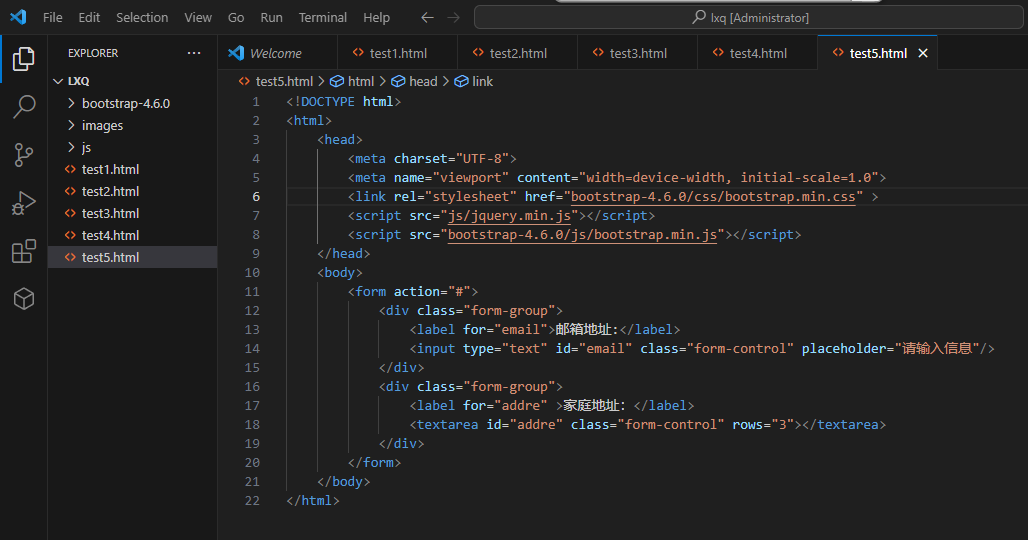 File Edit Selection View Go Run Terminal Help lxq [Administrator]
EXPLORER ···
LXQ
bootstrap-4.6.0
images
js
test1.html
test2.html
test3.html
test4.html
test5.html
Welcome test1.html test2.html test3.html test4.html test5.html
test5.html > html > head > link
1 <!DOCTYPE html>
2 <html>
3 <head>
4 <meta charset="UTF-8">
5 <meta name="viewport" content="width=device-width, initial-scale=1.0">
6 <link rel="stylesheet" href="bootstrap-4.6.0/css/bootstrap.min.css" >
7 <script src="js/jquery.min.js"></script>
8 <script src="bootstrap-4.6.0/js/bootstrap.min.js"></script>
9 </head>
10 <body>
11 <form action="#">
12 <div class="form-group">
13 <label for="email">邮箱地址:</label>
14 <input type="text" id="email" class="form-control" placeholder="请输入信息"/>
15 </div>
16 <div class="form-group">
17 <label for="addre" >家庭地址：</label>
18 <textarea id="addre" class="form-control" rows="3"></textarea>
19 </div>
20 </form>
21 </body>
22 </html>